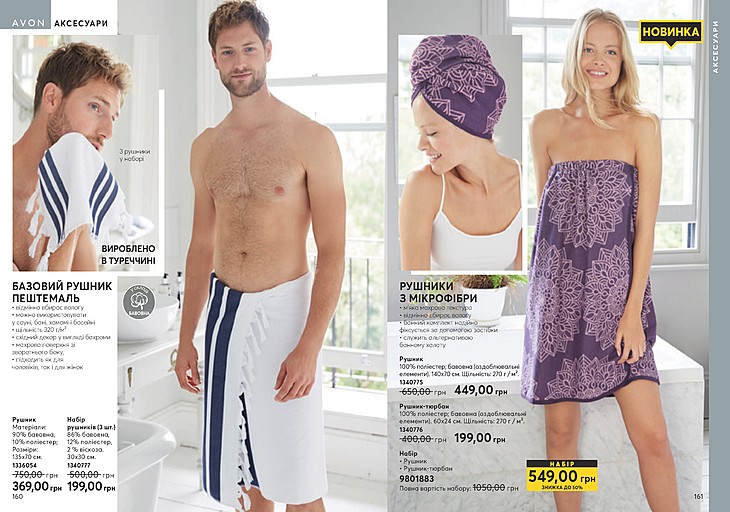 AVON АКСЕСУАРИ
3 рушники
у наборі
ВИРОБЛЕНО
В ТУРЕЧЧИНІ
БАЗОВИЙ РУШНИК
ПЕШТЕМАЛЬ
• відмінно вбирає вологу
• можна використовувати
у сауні, бані, хамамі і басейні
• щільність 320 г/м²
• східний декор у вигляді бахроми
• махрова поверхня зі
зворотнього боку,
• підходить як для
чоловіків, так і для жінок
БАВОВНА
Рушник
Матеріали:
90% бавовна,
10% поліестер;
Розміри:
135х70 см.
1336054
750,00 грн
369,00 грн
Набір
рушників (3 шт.)
86% бавовна,
12% поліестер,
2 % віскоза.
30х30 см.
1340777
500,00 грн
199,00 грн
160
НОВИНКА
АКСЕСУАРИ
РУШНИКИ
З МІКРОФІБРИ
• м'яка махрова текстура
• відмінно вбирає вологу
• банний комплект надійно
фіксується за допомогою застібки
• служить альтернативою
банному халату
Рушник
100% поліестер; бавовна (оздоблювальні
елементи). 140х70 см. Щільність: 270 г / м².
1340775
650,00 грн 449,00 грн
Рушник-тюрбан
100% поліестер; бавовна (оздоблювальні
елементи). 60х24 см. Щільність: 270 г / м².
1340776
400,00 грн 199,00 грн
Набір
• Рушник
• Рушник-тюрбан
9801883
Повна вартість набору: 1050,00 грн
НАБІР
549,00 грн
ЗНИЖКА ДО 50%
161